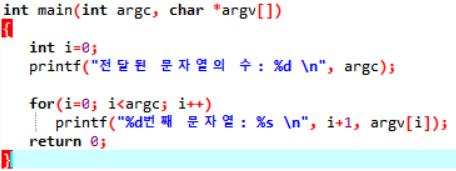 int main(int argc, char *argv[])
{
int i=0;
printf("전달된 문자열의 수: %d \n", argc);
for(i=0; i<argc; i++)
printf("%d번째 문자열: %s \n", i+1, argv[i]);
return 0;
}